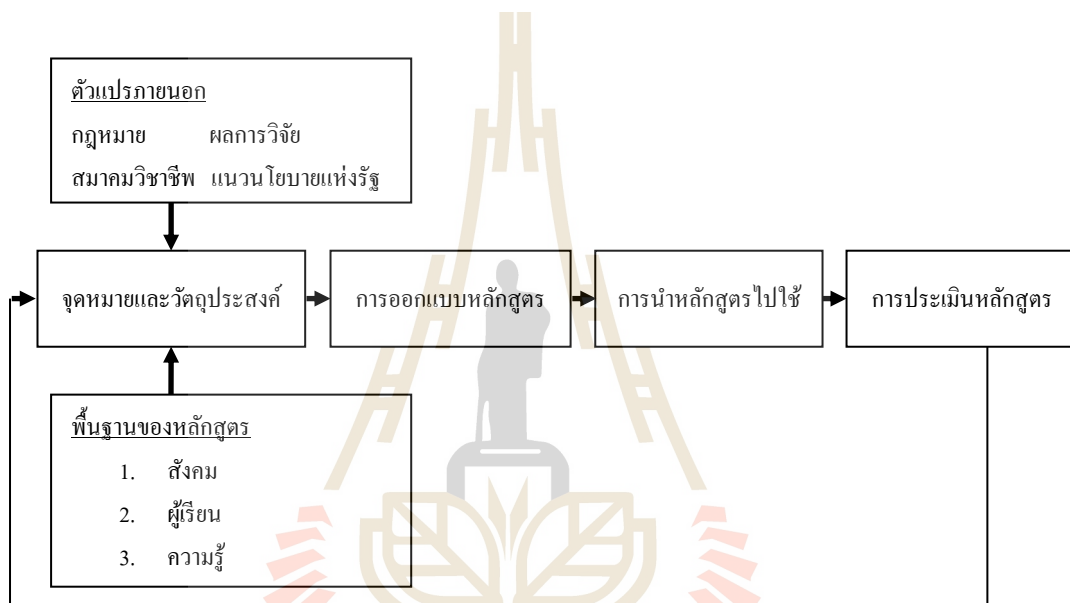 ตัวแปรภายนอก
กฎหมาย ผลการวิจัย
สมาคมวิชาชีพ แนวนโยบายแห่งรัฐ
จุดหมายและวัตถุประสงค์
การออกแบบหลักสูตร
การนำหลักสูตรไปใช้
การประเมินหลักสูตร
พื้นฐานของหลักสูตร
1. สังคม
2. ผู้เรียน
3. ความรู้